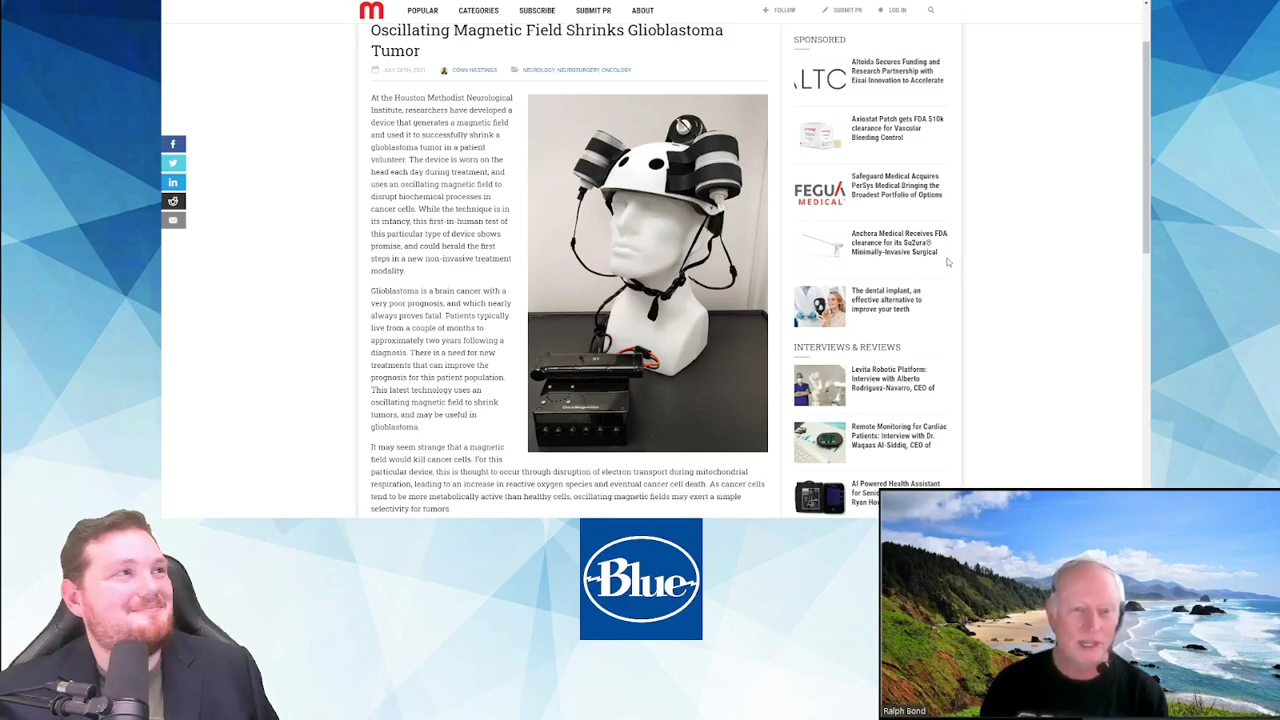 POPULAR CATEGORIES SUBSCRIBE SUBMIT PR ABOUT
FOLLOW SUBMIT PR LOG IN
Oscillating Magnetic Field Shrinks Glioblastoma
Tumor
JULY 26TH, 2021 CONN HASTINGS NEUROLOGY, NEUROSURGERY, ONCOLOGY
At the Houston Methodist Neurological
Institute, researchers have developed a
device that generates a magnetic field
and used it to successfully shrink a
glioblastoma tumor in a patient
volunteer. The device is worn on the
head each day during treatment, and
uses an oscillating magnetic field to
disrupt biochemical processes in
cancer cells. While the technique is in
its infancy, this first-in-human test of
this particular type of device shows
promise, and could herald the first
steps in a new non-invasive treatment
modality.
Glioblastoma is a brain cancer with a
very poor prognosis, and which nearly
always proves fatal. Patients typically
live from a couple of months to
approximately two years following a
diagnosis. There is a need for new
treatments that can improve the
prognosis for this patient population.
This latest technology uses an
oscillating magnetic field to shrink
tumors, and may be useful in
glioblastoma.
It may seem strange that a magnetic
field would kill cancer cells. For this
particular device, this is thought to occur through disruption of electron transport during mitochondrial
respiration, leading to an increase in reactive oxygen species and eventual cancer cell death. As cancer cells
tend to be more metabolically active than healthy cells, oscillating magnetic fields may exert a simple
selectivity for tumors.
SPONSORED
ALTO
Altoida Secures Funding and
Research Partnership with
Eisai Innovation to Accelerate
Axiostat Patch gets FDA 510k
clearance for Vascular
Bleeding Control
FEGUA
MEDICAL
Safeguard Medical Acquires
PerSys Medical Bringing the
Broadest Portfolio of Options
Anchora Medical Receives FDA
clearance for its Su2ura®
Minimally-Invasive Surgical
The dental implant, an
effective alternative to
improve your teeth
INTERVIEWS & REVIEWS
Levita Robotic Platform:
Interview with Alberto
Rodriguez-Navarro, CEO of
Remote Monitoring for Cardiac
Patients: Interview with Dr.
Waqaas Al-Siddiq, CEO of
AI Powered Health Assistant
for Senio
Ryan Ho
Blue
Ralph Bond